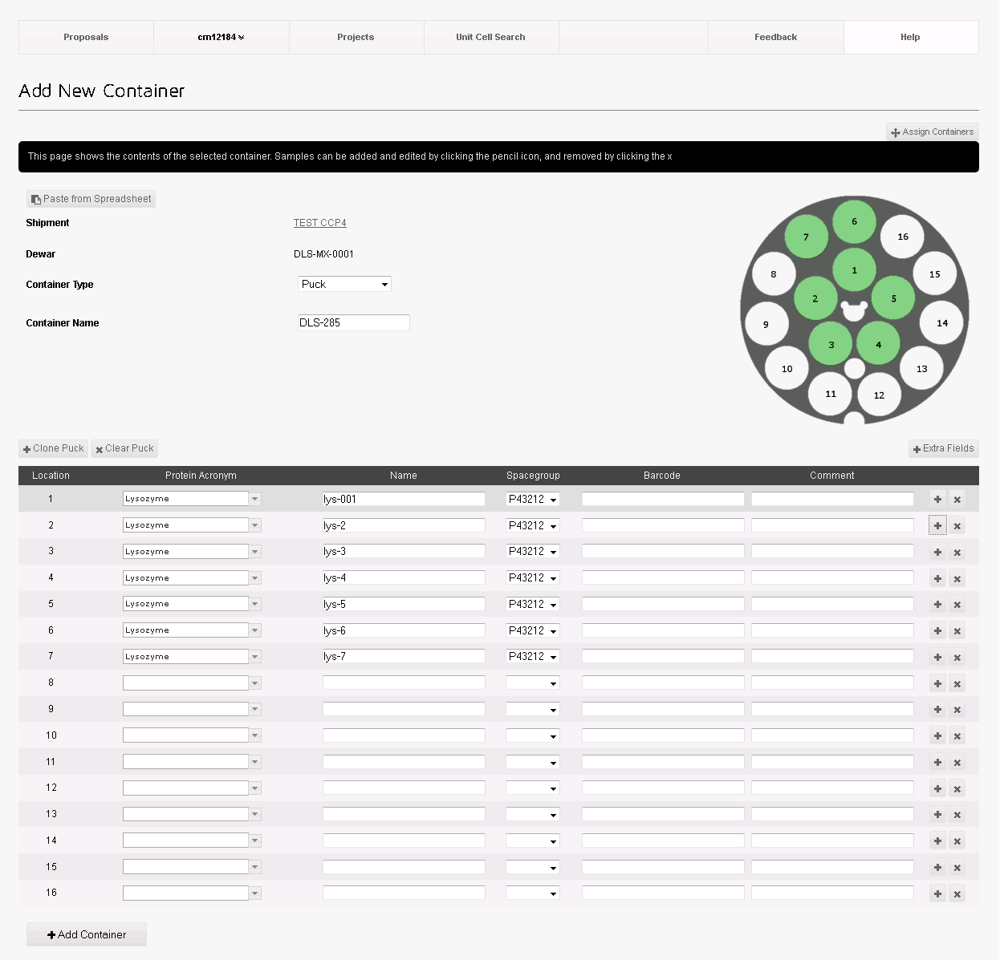 Proposals cm12184 Projects Unit Cell Search Feedback Help
Add New Container
Assign Containers
This page shows the contents of the selected container. Samples can be added and edited by clicking the pencil icon, and removed by clicking the x
Paste from Spreadsheet
Shipment TEST CCP4
Dewar DLS-MX-0001
Container Type Puck
Container Name DLS-285
6
7
16
1
8
15
2
5
9
14
3
4
10
13
11
12
Clone Puck Clear Puck Extra Fields
Location Protein Acronym Name Spacegroup Barcode Comment
1 Lysozyme lys-001 P43212
2 Lysozyme lys-2 P43212
3 Lysozyme lys-3 P43212
4 Lysozyme lys-4 P43212
5 Lysozyme lys-5 P43212
6 Lysozyme lys-6 P43212
7 Lysozyme lys-7 P43212
8
9
10
11
12
13
14
15
16
Add Container